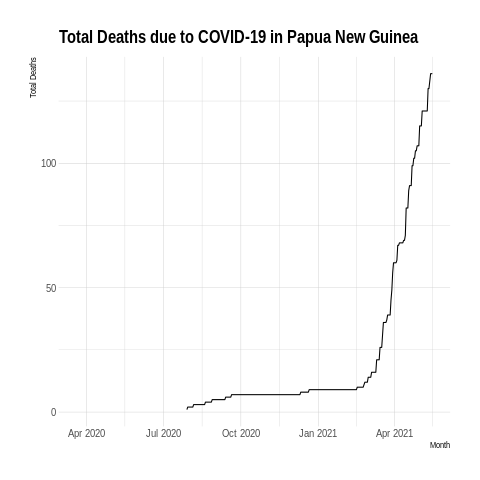 Total Deaths due to COVID-19 in Papua New Guinea
Total Deaths
100
50
0
Apr 2020 Jul 2020 Oct 2020 Jan 2021 Apr 2021
Month